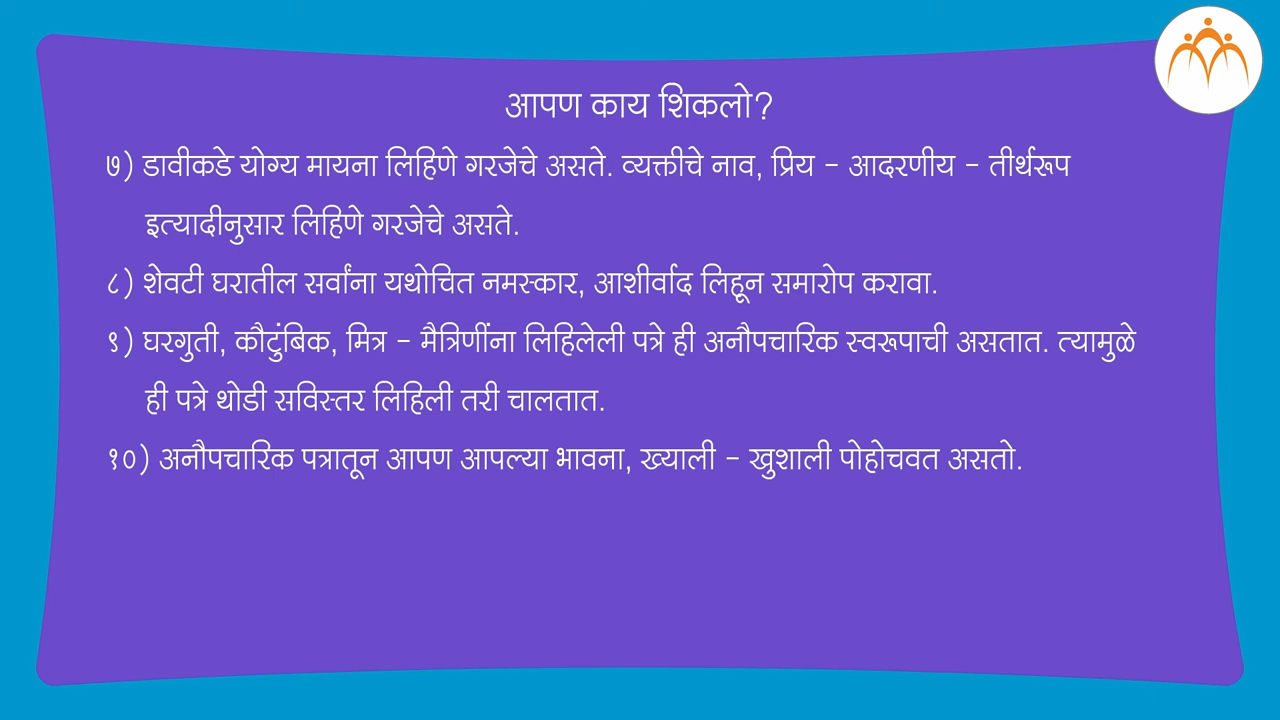 आपण काय शिकलो?
७) डावीकडे योग्य मायना लिहिणे गरजेचे असते. व्यक्तीचे नाव, प्रिय - आदरणीय - तीर्थरूप
इत्यादीनुसार लिहिणे गरजेचे असते.
८) शेवटी घरातील सर्वांना यथोचित नमस्कार, आशीर्वाद लिहून समारोप करावा.
९) घरगुती, कौटुंबिक, मित्र - मैत्रिणींना लिहिलेली पत्रे ही अनौपचारिक स्वरूपाची असतात. त्यामुळे
ही पत्रे थोडी सविस्तर लिहिली तरी चालतात.
१०) अनौपचारिक पत्रातून आपण आपल्या भावना, ख्याली - खुशाली पोहोचवत असतो.